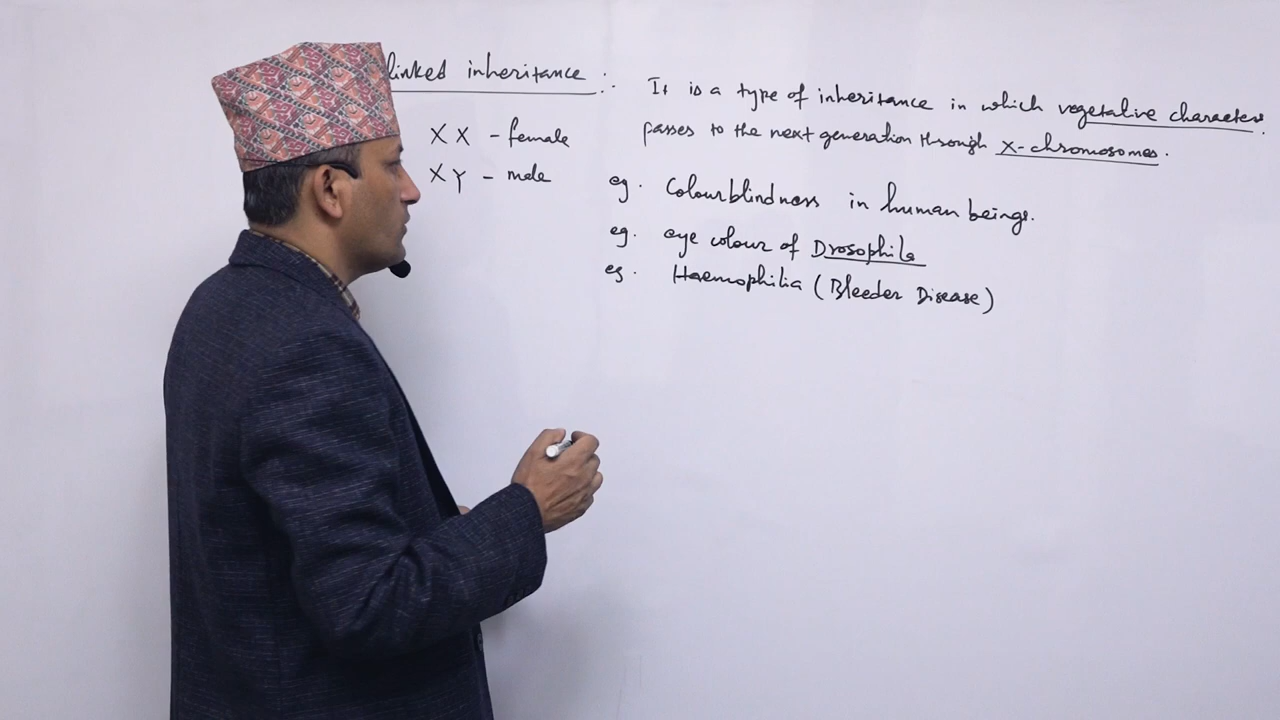 linked inheritance :
It is a type of inheritance in which vegetative characters
passes to the next generation through X-chromosomes.
XX - female
XY - male
eg. Colourblindness in human beings.
eg. eye colour of Drosophila
eg. Haemophilia (Bleeder Disease)